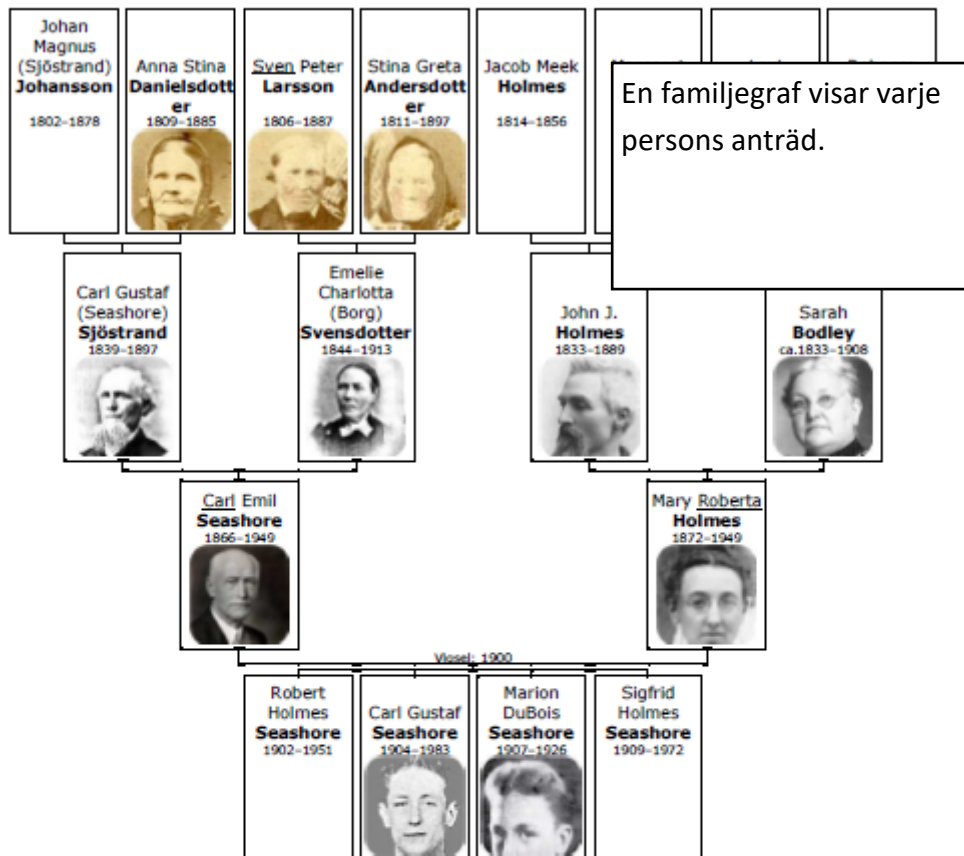 Johan
Magnus
(Sjöstrand)
Johansson
1802–1878
Anna Stina
Danielsdott
er
1809–1885
Sven Peter
Larsson
1806–1887
Stina Greta
Andersdott
er
1811–1897
Jacob Meek
Holmes
1814–1856
En familjegraf visar varje
persons anträd.
Carl Gustaf
(Seashore)
Sjöstrand
1839–1897
Emelie
Charlotta
(Borg)
Svensdotter
1844–1913
John J.
Holmes
1833–1889
Sarah
Bodley
ca.1833–1908
Carl Emil
Seashore
1866–1949
Mary Roberta
Holmes
1872–1949
Vigsel: 1900
Robert
Holmes
Seashore
1902–1951
Carl Gustaf
Seashore
1904–1983
Marion
DuBois
Seashore
1907–1926
Sigfrid
Holmes
Seashore
1909–1972